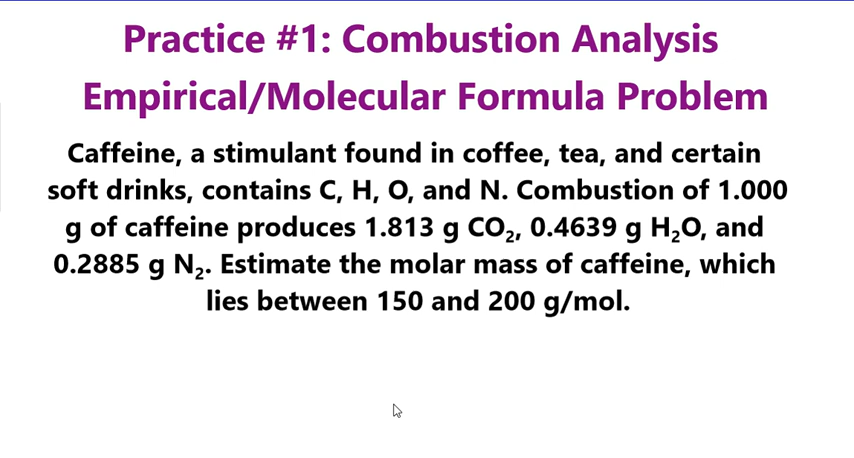 Practice #1: Combustion Analysis
Empirical/Molecular Formula Problem
Caffeine, a stimulant found in coffee, tea, and certain
soft drinks, contains C, H, O, and N. Combustion of 1.000
g of caffeine produces 1.813 g CO₂, 0.4639 g H₂O, and
0.2885 g N₂. Estimate the molar mass of caffeine, which
lies between 150 and 200 g/mol.